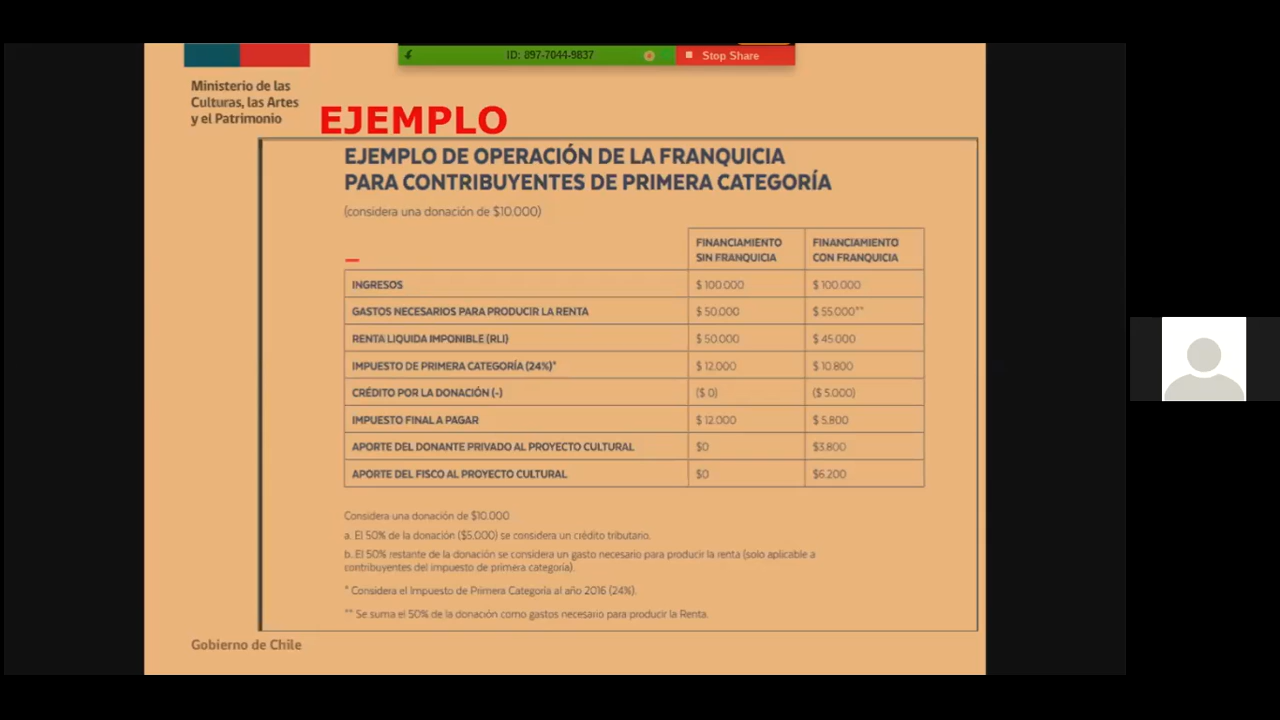 ID: 897-7044-9837
Stop Share
Ministerio de las
Culturas, las Artes
y el Patrimonio
EJEMPLO
EJEMPLO DE OPERACIÓN DE LA FRANQUICIA
PARA CONTRIBUYENTES DE PRIMERA CATEGORÍA
(considera una donación de $10.000)
FINANCIAMIENTO SIN FRANQUICIA FINANCIAMIENTO CON FRANQUICIA
INGRESOS $ 100.000 $ 100.000
GASTOS NECESARIOS PARA PRODUCIR LA RENTA $ 50.000 $ 55.000**
RENTA LIQUIDA IMPONIBLE (RLI) $ 50.000 $ 45.000
IMPUESTO DE PRIMERA CATEGORÍA (24%)* $ 12.000 $ 10.800
CRÉDITO POR LA DONACIÓN (-) ($ 0) ($ 5.000)
IMPUESTO FINAL A PAGAR $ 12.000 $ 5.800
APORTE DEL DONANTE PRIVADO AL PROYECTO CULTURAL $0 $3.800
APORTE DEL FISCO AL PROYECTO CULTURAL $0 $6.200
Considera una donación de $10.000
a. El 50% de la donación ($5.000) se considera un crédito tributario.
b. El 50% restante de la donación se considera un gasto necesario para producir la renta (solo aplicable a
contribuyentes del impuesto de primera categoría).
* Considera el Impuesto de Primera Categoría al año 2016 (24%).
** Se suma el 50% de la donación como gastos necesario para producir la Renta.
Gobierno de Chile